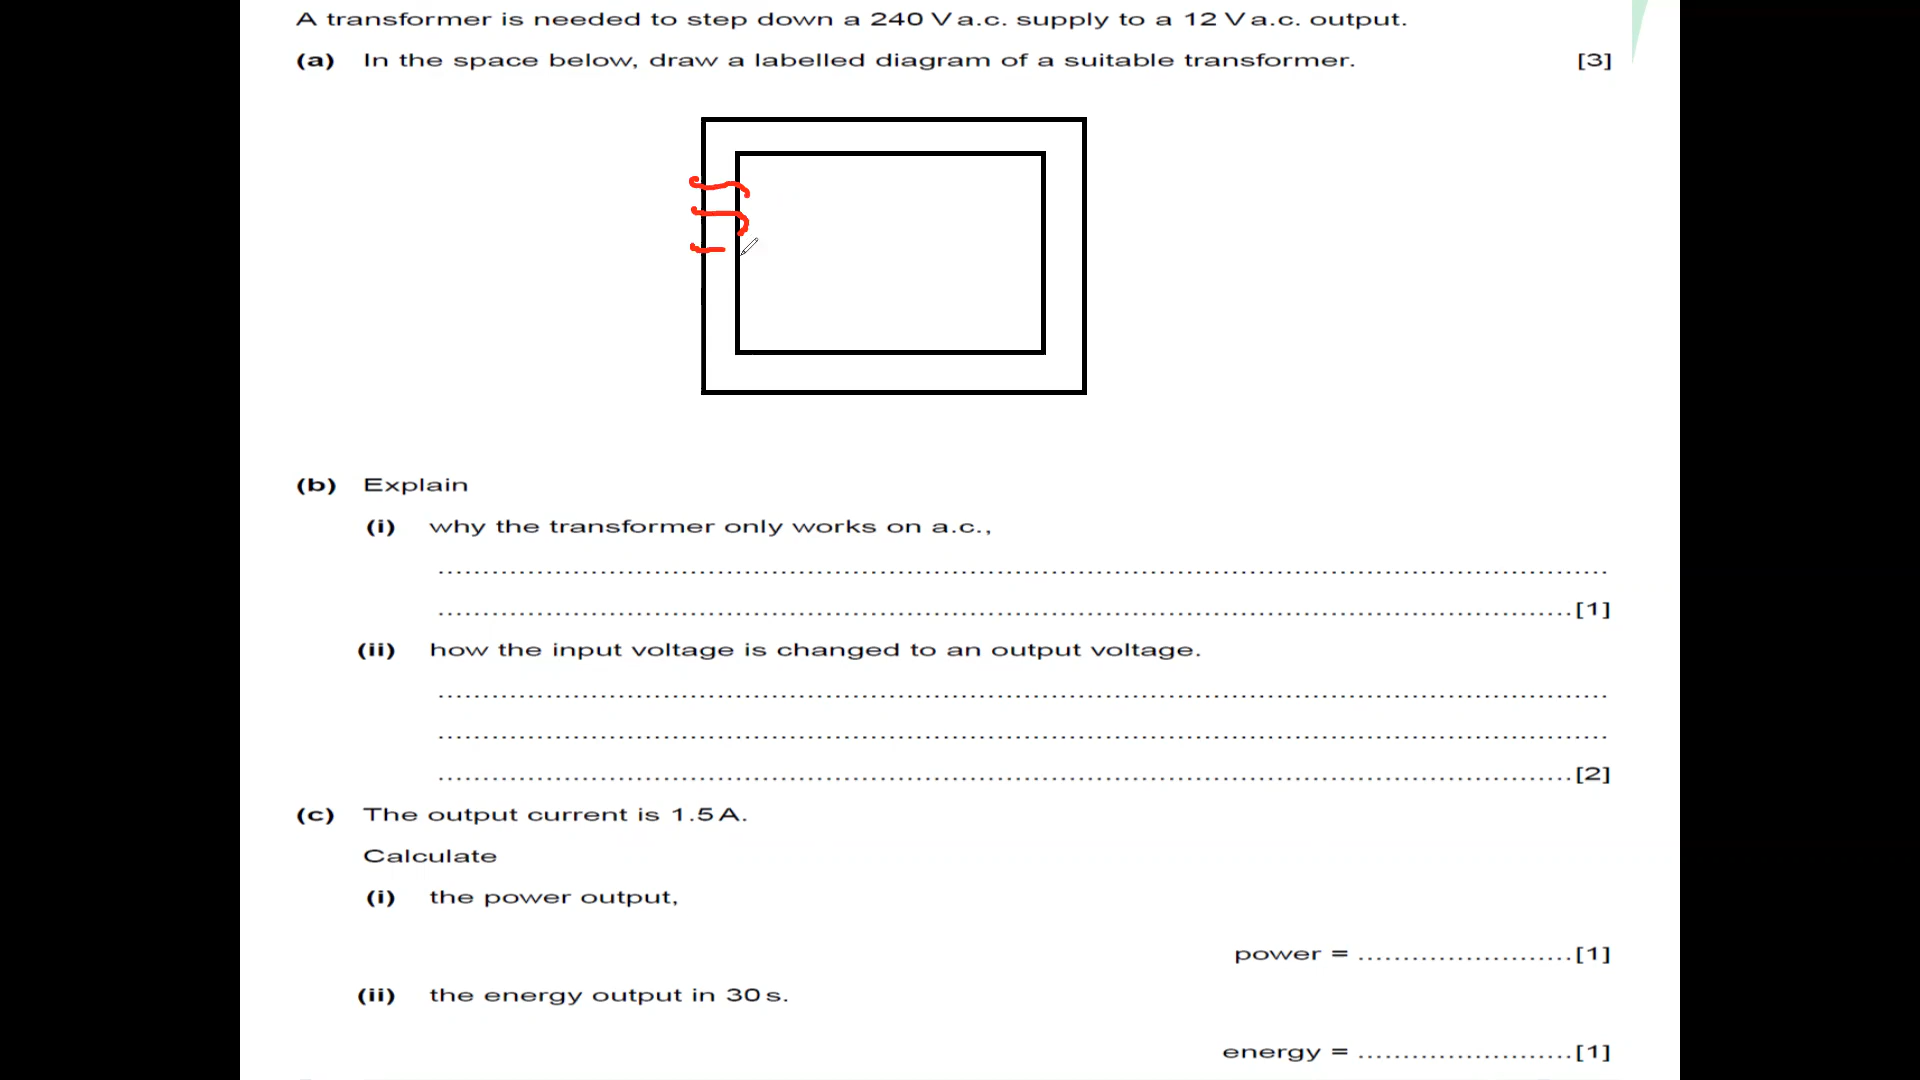 A transformer is needed to step down a 240 V a.c. supply to a 12 V a.c. output.
(a) In the space below, draw a labelled diagram of a suitable transformer. [3]
(b) Explain
(i) why the transformer only works on a.c.,
........................................................................
........................................................................[1]
(ii) how the input voltage is changed to an output voltage.
........................................................................
........................................................................
........................................................................[2]
(c) The output current is 1.5 A.
Calculate
(i) the power output,
power = ........................[1]
(ii) the energy output in 30 s.
energy = ........................[1]